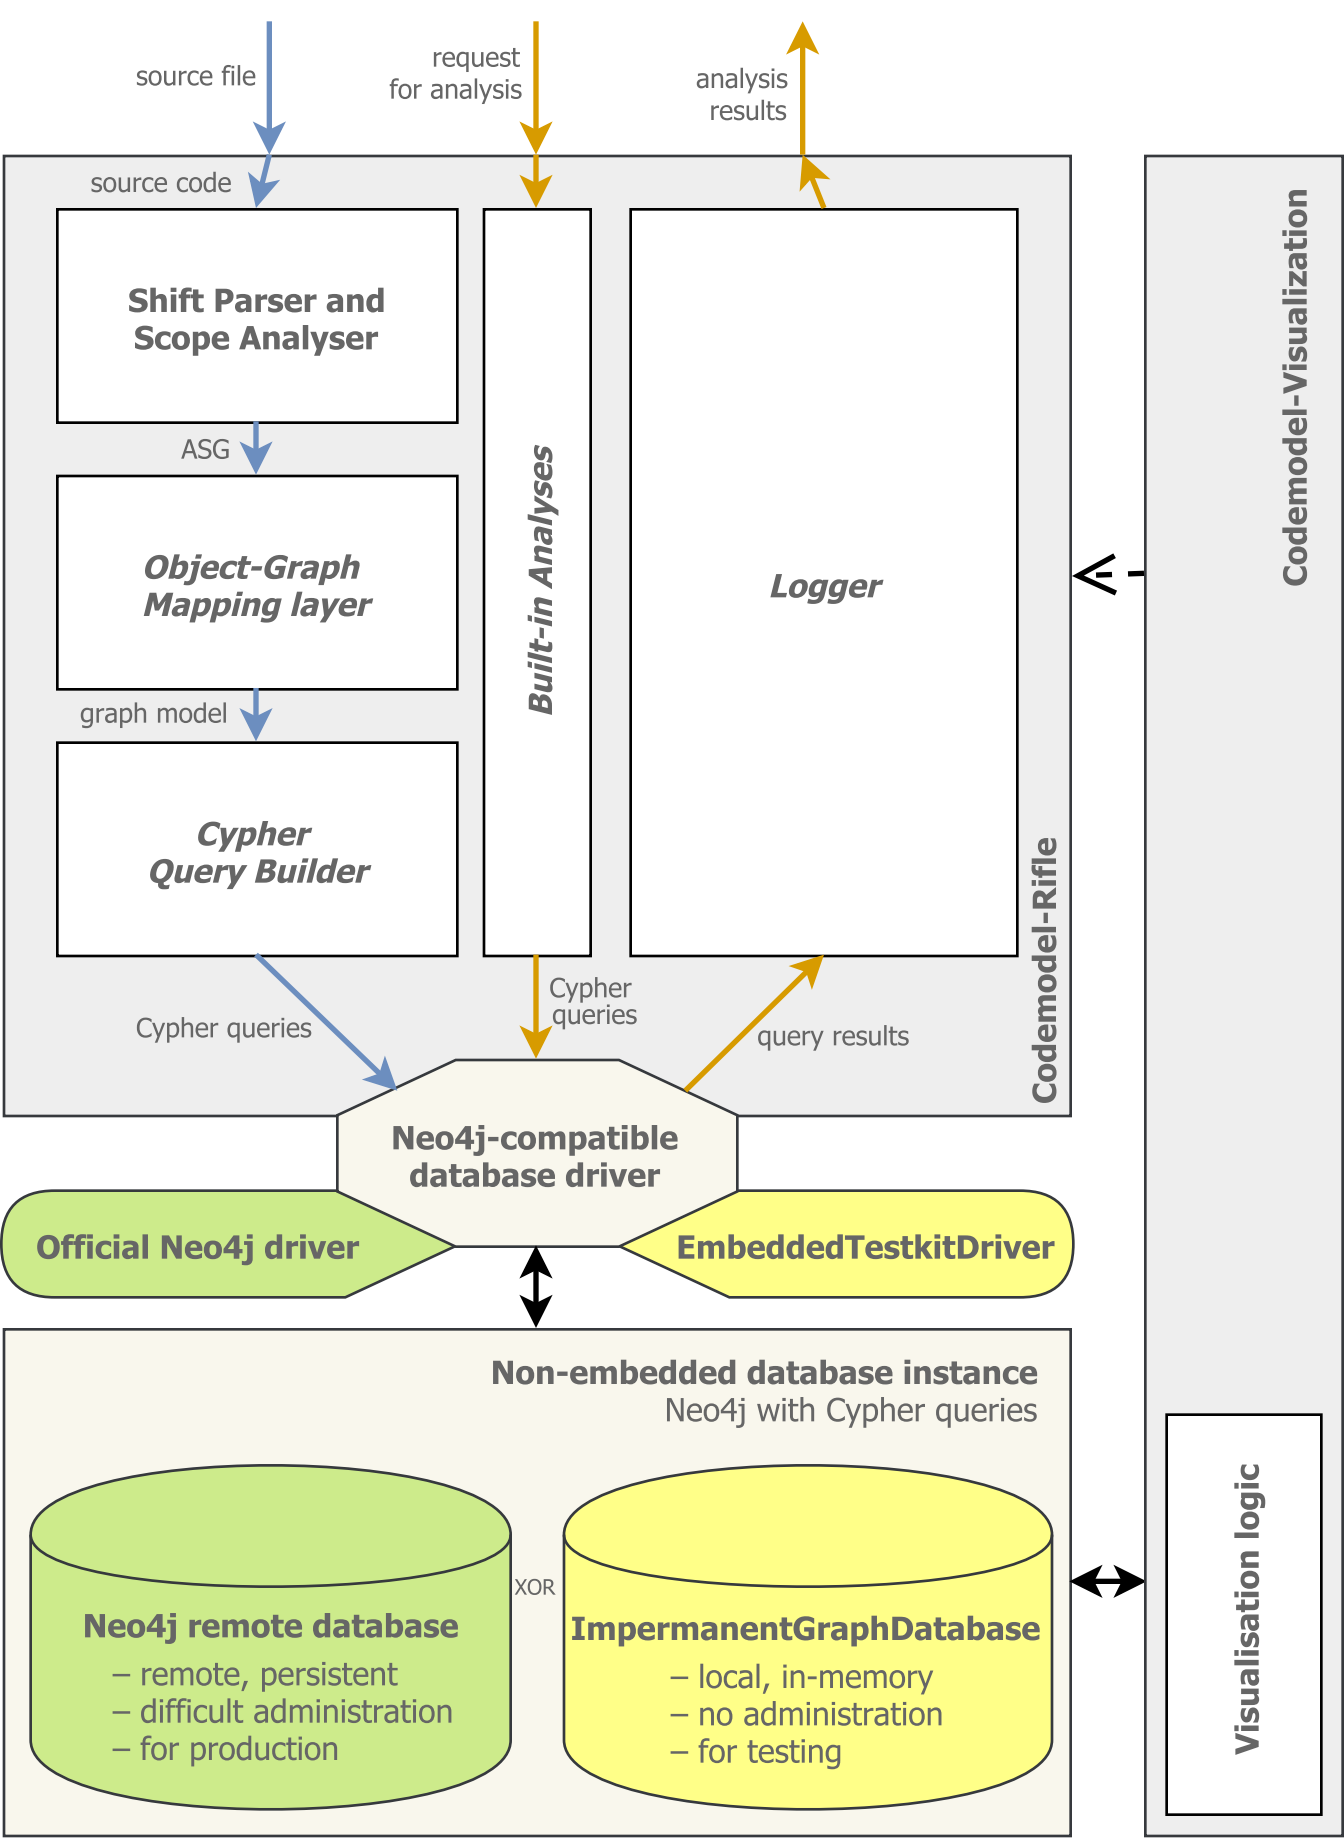 source file
request
for analysis
analysis
results
source code
Shift Parser and
Scope Analyser
ASG
Object-Graph
Mapping layer
graph model
Cypher
Query Builder
Cypher queries
Built-in Analyses
Cypher
queries
Logger
query results
Codemodel-Rifle
Codemodel-Visualization
Neo4j-compatible
database driver
Official Neo4j driver
EmbeddedTestkitDriver
Non-embedded database instance
Neo4j with Cypher queries
Neo4j remote database
– remote, persistent
– difficult administration
– for production
XOR
ImpermanentGraphDatabase
– local, in-memory
– no administration
– for testing
Visualisation logic